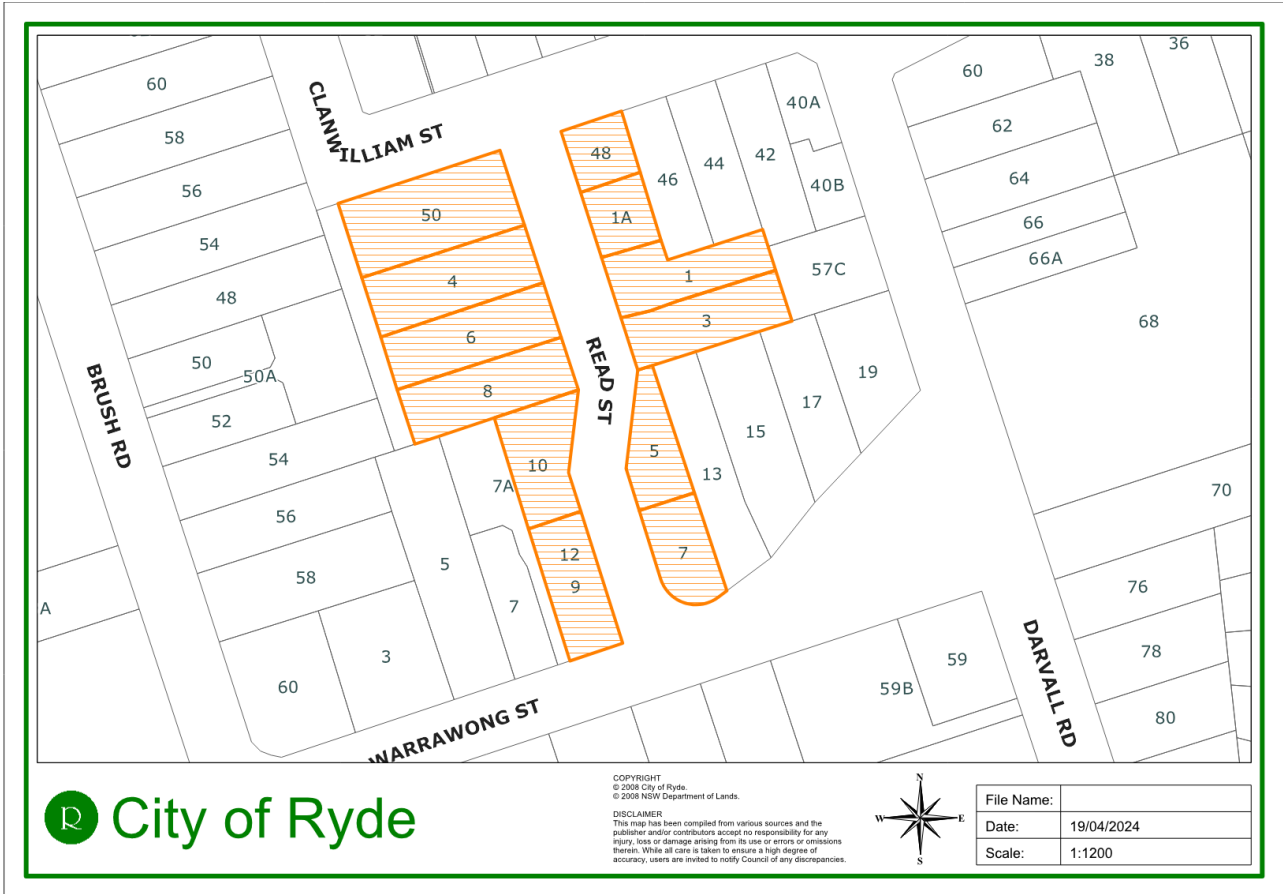 60
58
56
54
48
50
50A
52
54
56
58
60
3
5
7
7A
A
BRUSH RD
CLANWILLIAM ST
50
4
6
8
10
12
9
READ ST
48
1A
1
3
5
7
46
44
42
40A
40B
57C
13
15
17
19
60
38
36
62
64
66
66A
68
70
76
78
80
59
59B
DARVALL RD
WARRAWONG ST
R City of Ryde
COPYRIGHT
© 2008 City of Ryde.
© 2008 NSW Department of Lands.
DISCLAIMER
This map has been compiled from various sources and the
publisher and/or contributors accept no responsibility for any
injury, loss or damage arising from its use or errors or omissions
therein. While all care is taken to ensure a high degree of
accuracy, users are invited to notify Council of any discrepancies.
N
W E
S
File Name:
Date: 19/04/2024
Scale: 1:1200